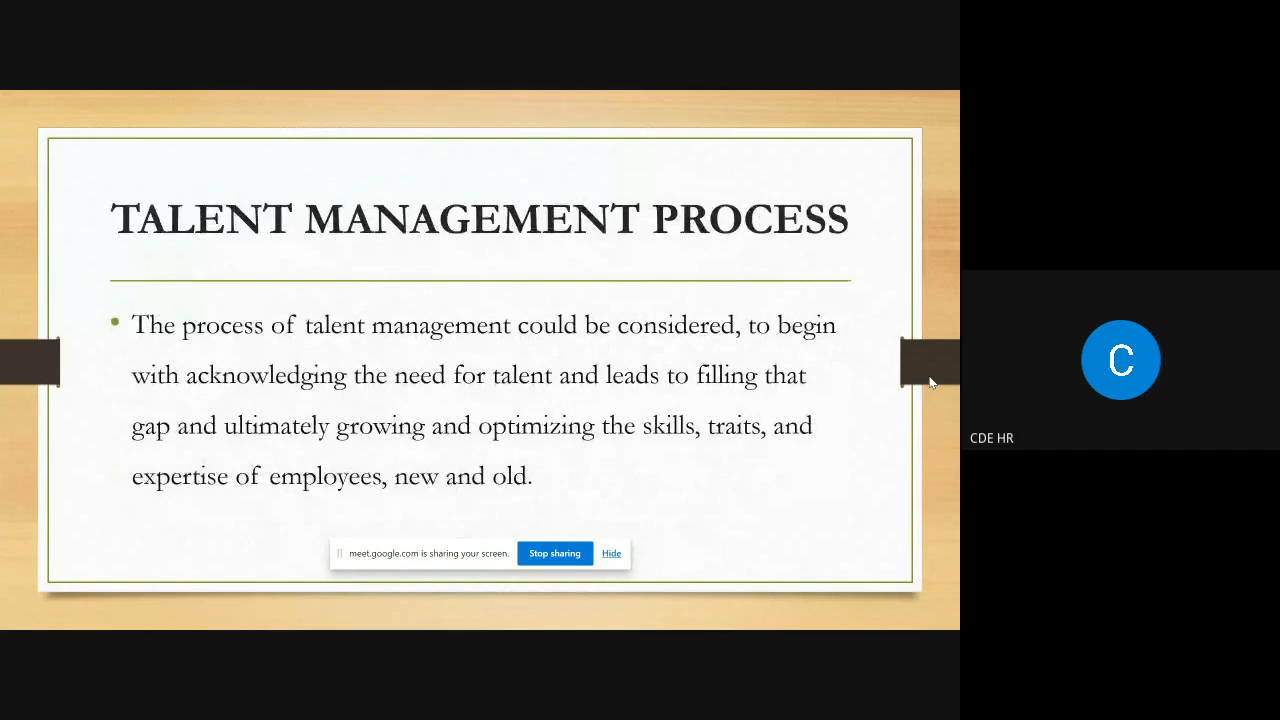 TALENT MANAGEMENT PROCESS
• The process of talent management could be considered, to begin
with acknowledging the need for talent and leads to filling that
gap and ultimately growing and optimizing the skills, traits, and
expertise of employees, new and old.
meet.google.com is sharing your screen. Stop sharing Hide
C
CDE HR